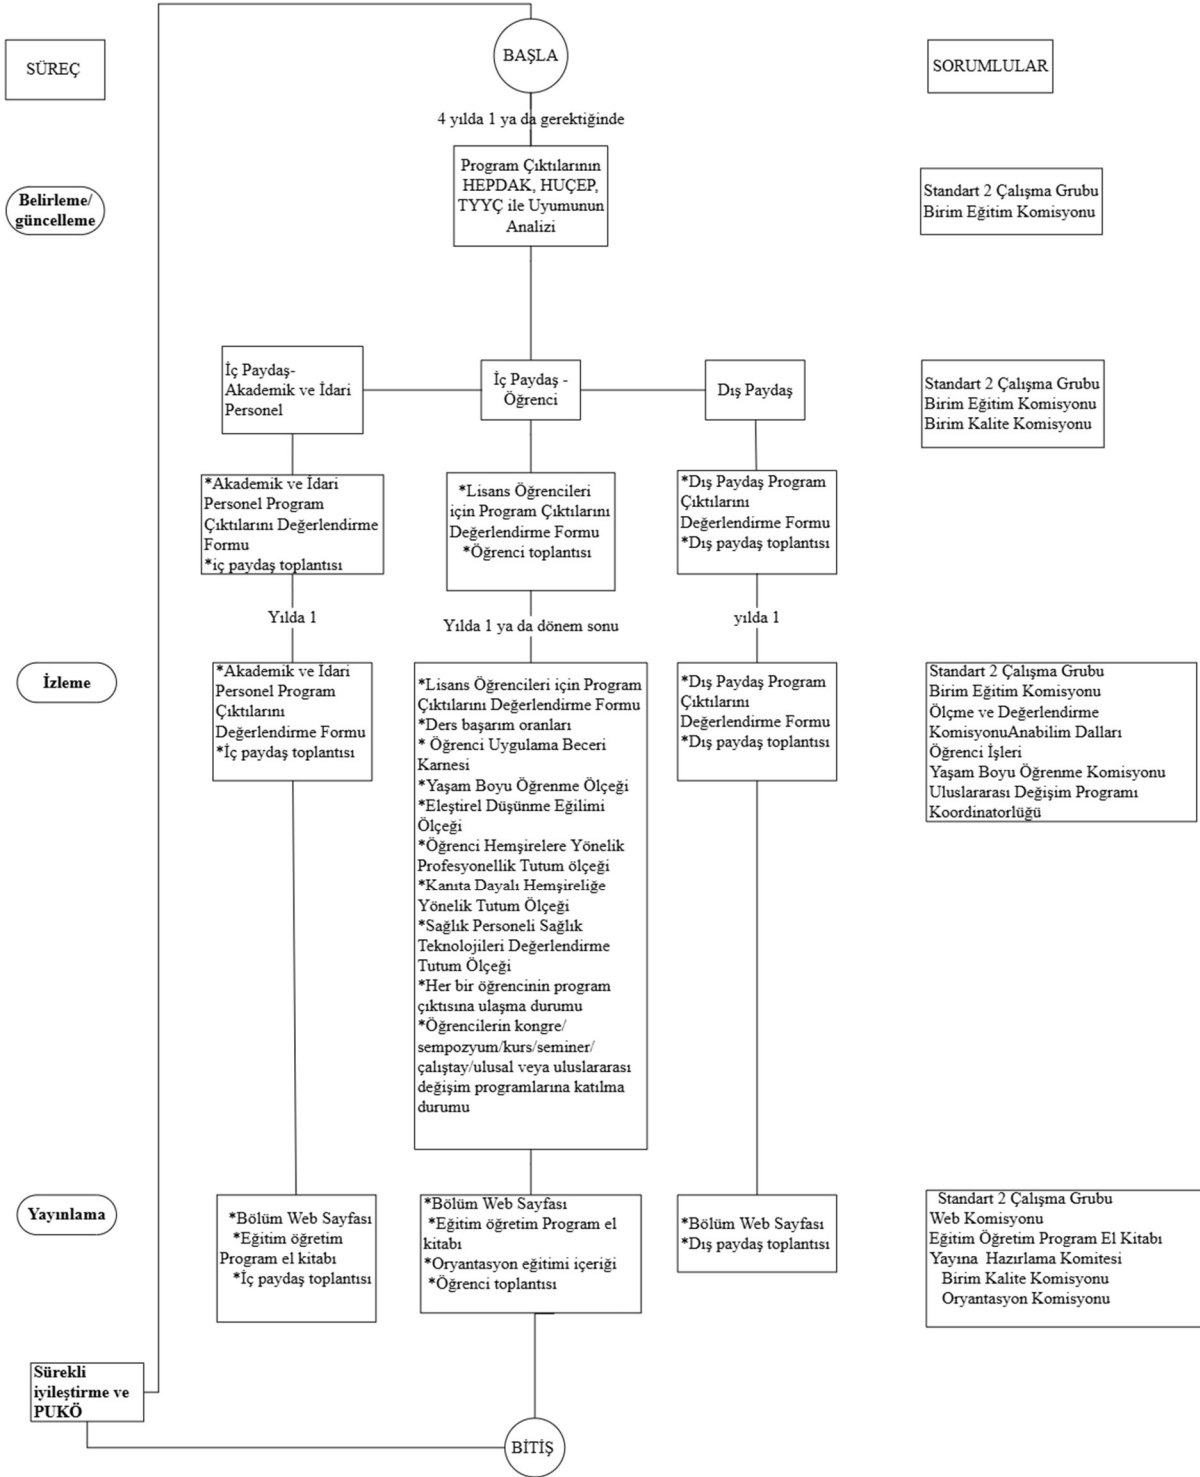 BAŞLA
SÜREÇ
SORUMLULAR
4 yılda 1 ya da gerektiğinde
Belirleme/
güncelleme
Program Çıktılarının
HEPDAK, HUÇEP,
TYYÇ ile Uyumunun
Analizi
Standart 2 Çalışma Grubu
Birim Eğitim Komisyonu
İç Paydaş-
Akademik ve İdari
Personel
İç Paydaş -
Öğrenci
Dış Paydaş
Standart 2 Çalışma Grubu
Birim Eğitim Komisyonu
Birim Kalite Komisyonu
*Akademik ve İdari
Personel Program
Çıktılarını Değerlendirme
Formu
*iç paydaş toplantısı
*Lisans Öğrencileri
için Program Çıktılarını
Değerlendirme Formu
*Öğrenci toplantısı
*Dış Paydaş Program
Çıktılarını
Değerlendirme Formu
*Dış paydaş toplantısı
Yılda 1
Yılda 1 ya da dönem sonu
yılda 1
İzleme
*Akademik ve İdari
Personel Program
Çıktılarını
Değerlendirme Formu
*İç paydaş toplantısı
*Lisans Öğrencileri için Program
Çıktılarını Değerlendirme Formu
*Ders başarım oranları
* Öğrenci Uygulama Beceri
Karnesi
*Yaşam Boyu Öğrenme Ölçeği
*Eleştirel Düşünme Eğilimi
Ölçeği
*Öğrenci Hemşirelere Yönelik
Profesyonellik Tutum ölçeği
*Kanıta Dayalı Hemşireliğe
Yönelik Tutum Ölçeği
*Sağlık Personeli Sağlık
Teknolojileri Değerlendirme
Tutum Ölçeği
*Her bir öğrencinin program
çıktısına ulaşma durumu
*Öğrencilerin kongre/
sempozyum/kurs/seminer/
çalıştay/ulusal veya uluslararası
değişim programlarına katılma
durumu
*Dış Paydaş Program
Çıktılarını
Değerlendirme Formu
*Dış paydaş toplantısı
Standart 2 Çalışma Grubu
Birim Eğitim Komisyonu
Ölçme ve Değerlendirme
KomisyonuAnabilim Dalları
Öğrenci İşleri
Yaşam Boyu Öğrenme Komisyonu
Uluslararası Değişim Programı
Koordinatorlüğü
Yayınlama
*Bölüm Web Sayfası
*Eğitim öğretim
Program el kitabı
*İç paydaş toplantısı
*Bölüm Web Sayfası
*Eğitim öğretim Program el
kitabı
*Oryantasyon eğitimi içeriği
*Öğrenci toplantısı
*Bölüm Web Sayfası
*Dış paydaş toplantısı
Standart 2 Çalışma Grubu
Web Komisyonu
Eğitim Öğretim Program El Kitabı
Yayına Hazırlama Komitesi
Birim Kalite Komisyonu
Oryantasyon Komisyonu
Sürekli
iyileştirme ve
PUKÖ
BİTİŞ